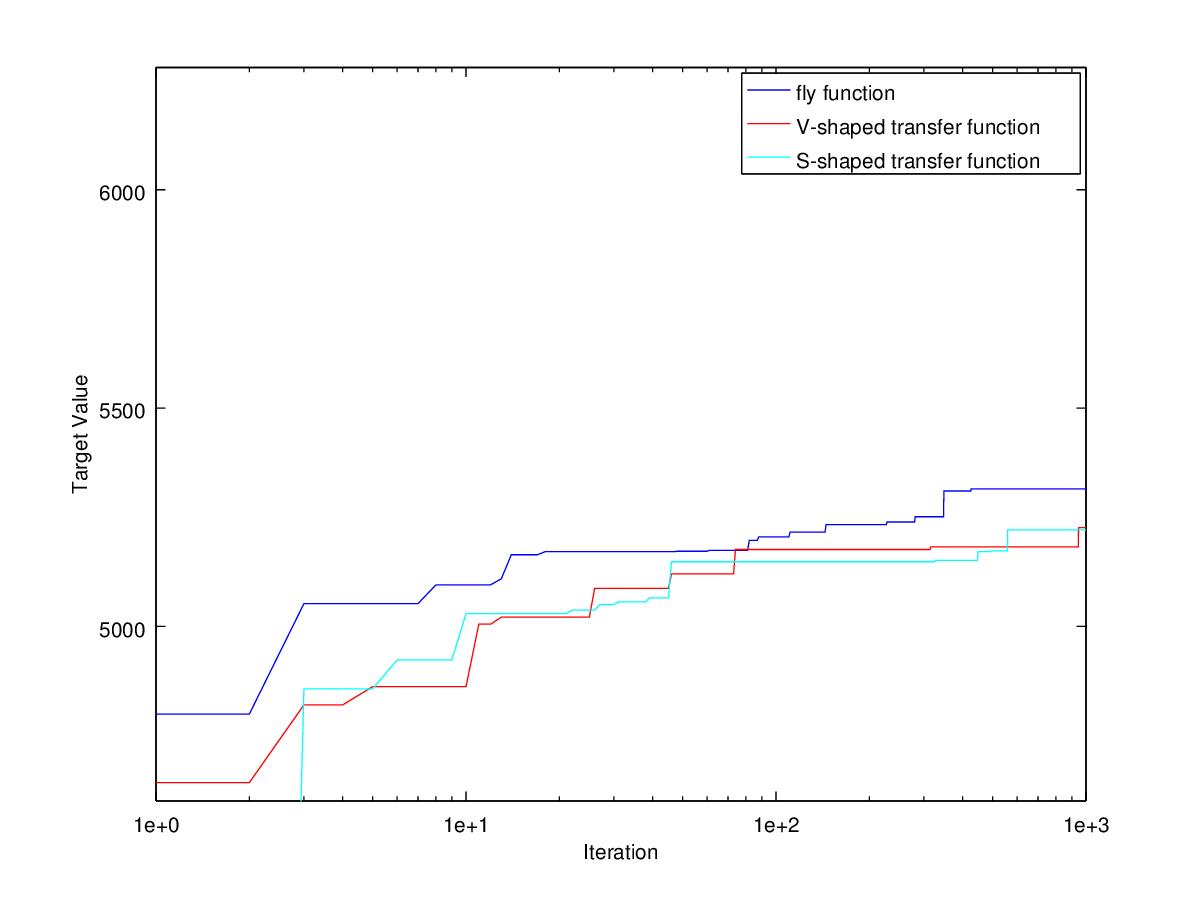 fly function
V-shaped transfer function
S-shaped transfer function
6000
5500
5000
Target Value
1e+0 1e+1 1e+2 1e+3
Iteration